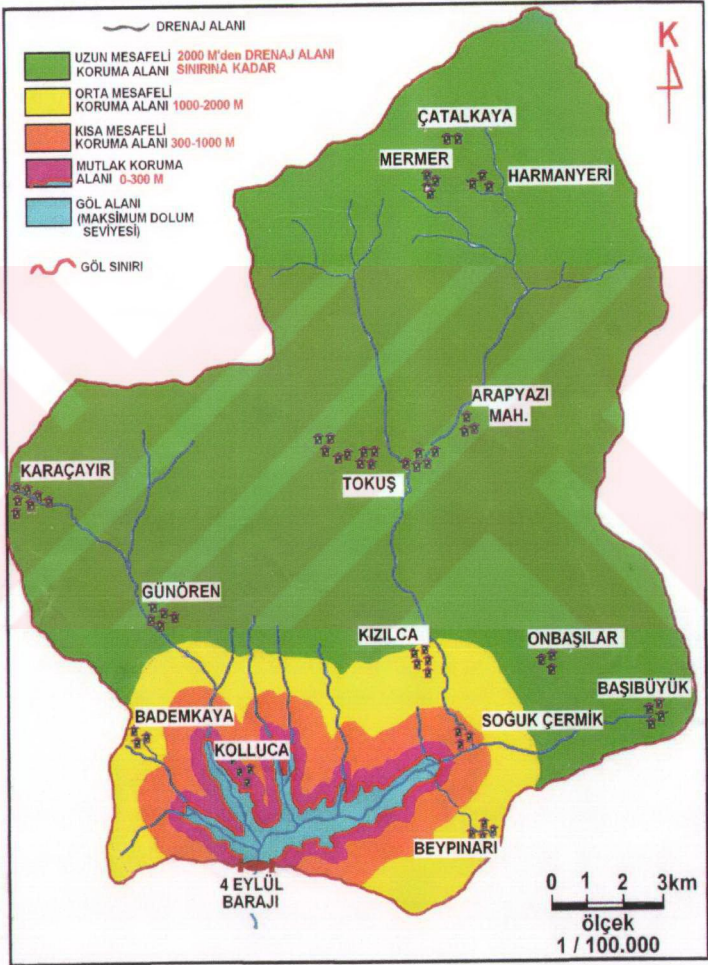 DRENAJ ALANI
UZUN MESAFELİ 2000 M'den DRENAJ ALANI
KORUMA ALANI SINIRINA KADAR
ORTA MESAFELİ
KORUMA ALANI 1000-2000 M
KISA MESAFELİ
KORUMA ALANI 300-1000 M
MUTLAK KORUMA
ALANI 0-300 M
GÖL ALANI
(MAKSİMUM DOLUM
SEVİYESİ)
GÖL SINIRI
K
ÇATALKAYA
MERMER
HARMANYERİ
ARAPYAZI
MAH.
KARAÇAYIR
TOKUŞ
GÜNÖREN
KIZILCA
ONBAŞILAR
BAŞIBÜYÜK
BADEMKAYA
SOĞUK ÇERMİK
KOLLUCA
BEYPINARI
4 EYLÜL
BARAJI
0 1 2 3km
ölçek
1 / 100.000